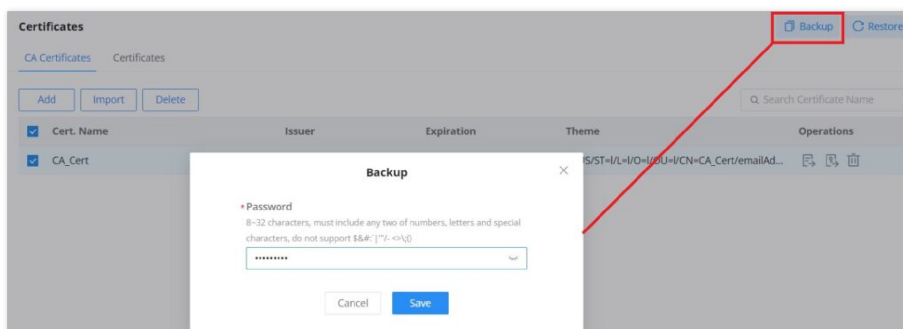 Certificates
Backup Restore
CA Certificates Certificates
Add Import Delete
Search Certificate Name
Cert. Name Issuer Expiration Theme Operations
CA_Cert S/ST=I/L=I/O=I/OU=I/CN=CA_Cert/emailAd...
Backup
*Password
8~32 characters, must include any two of numbers, letters and special
characters, do not support
Cancel Save